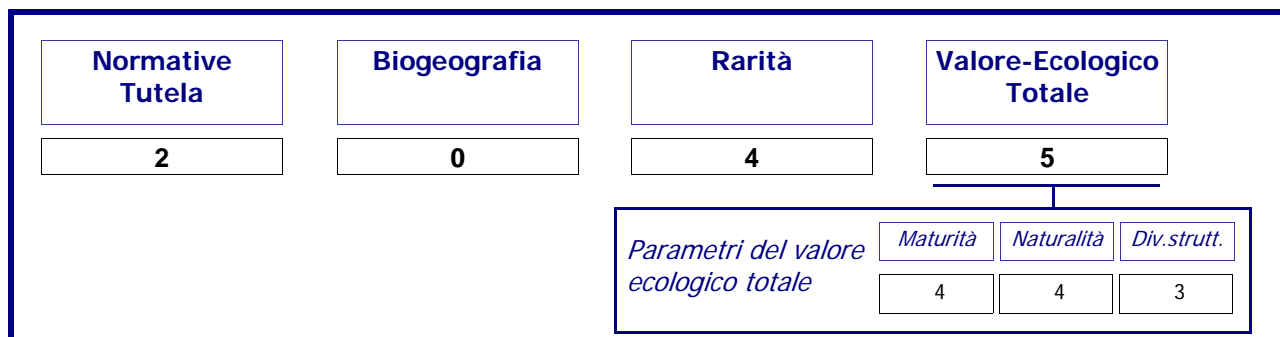 Normative
Tutela
Biogeografia
Rarità
Valore-Ecologico
Totale
2
0
4
5
Parametri del valore
ecologico totale
Maturità
Naturalità
Div.strutt.
4
4
3